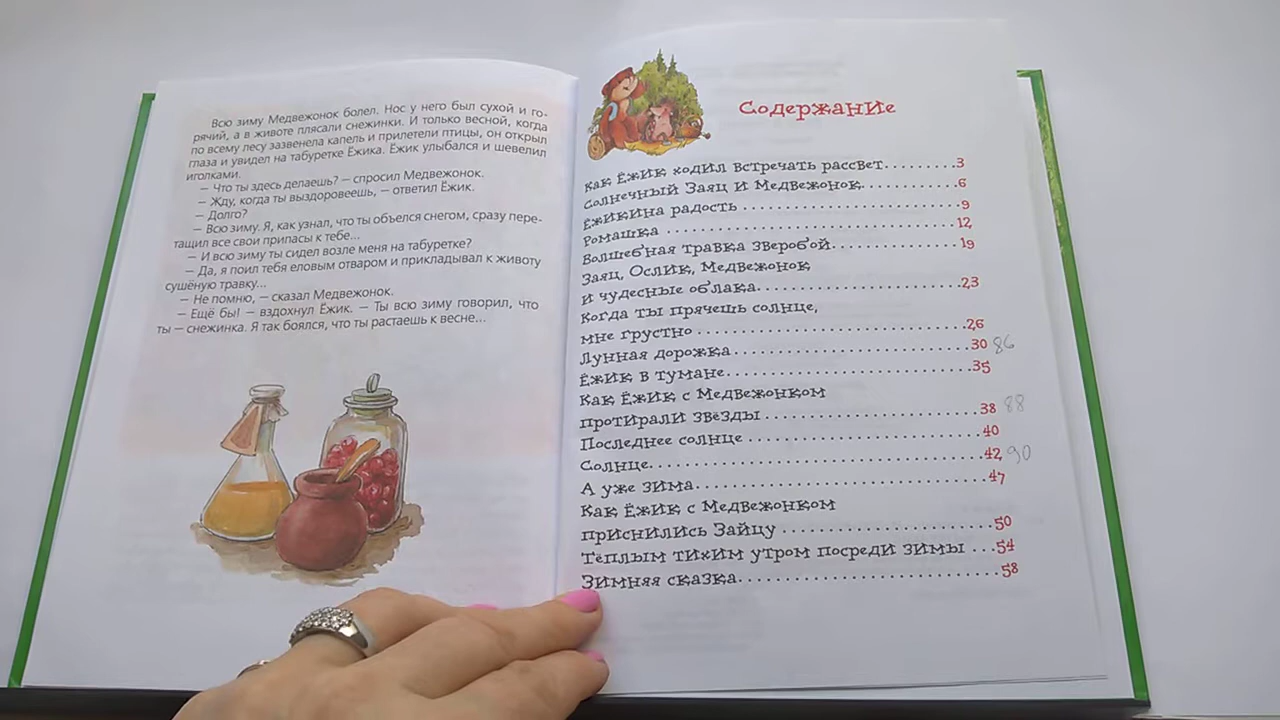 Всю зиму Медвежонок болел. Нос у него был сухой и го-
рячий, а в животе плясали снежинки. И только весной, когда
по всему лесу зазвенела капель и прилетели птицы, он открыл
глаза и увидел на табуретке Ёжика. Ёжик улыбался и шевелил
иголками.
— Что ты здесь делаешь? — спросил Медвежонок.
— Жду, когда ты выздоровеешь, — ответил Ёжик.
— Долго?
— Всю зиму. Я, как узнал, что ты объелся снегом, сразу пере-
тащил все свои припасы к тебе...
— И всю зиму ты сидел возле меня на табуретке?
— Да, я поил тебя еловым отваром и прикладывал к животу
сушёную травку...
— Не помню, — сказал Медвежонок.
— Ещё бы! — вздохнул Ёжик. — Ты всю зиму говорил, что
ты — снежинка. Я так боялся, что ты растаешь к весне...
Содержание
Как Ёжик ходил встречать рассвет.........3
Солнечный Заяц и Медвежонок............6
Ёжикина радость ......................9
Ромашка .............................12
Волшебная травка зверобой..............19
Заяц, Ослик, Медвежонок
и чудесные облака.....................23
Когда ты прячешь солнце,
мне грустно ..........................26
Лунная дорожка.......................30 86
Ёжик в тумане........................35
Как Ёжик с Медвежонком
протирали звёзды .....................38 88
Последнее солнце .....................40
Солнце...............................42 90
А уже зима...........................47
Как Ёжик с Медвежонком
приснились Зайцу .....................50
Тёплым тихим утром посреди зимы ...54
Зимняя сказка........................58